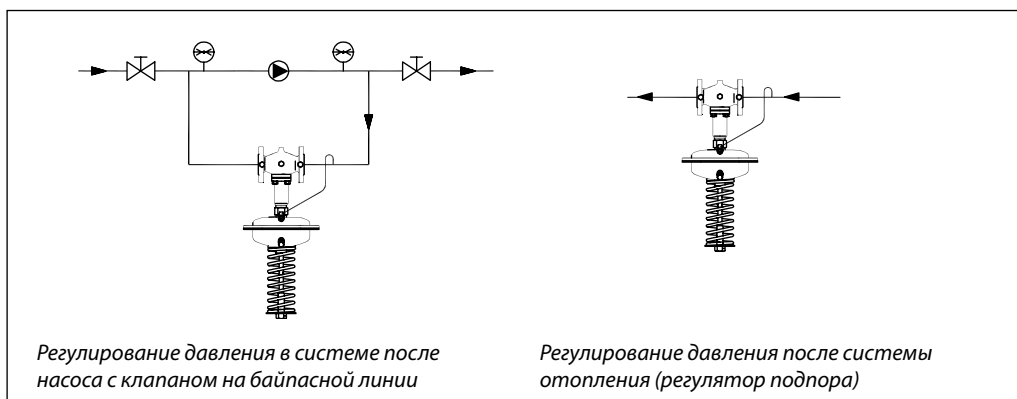 Регулирование давления в системе после
насоса с клапаном на байпасной линии
Регулирование давления после системы
отопления (регулятор подпора)